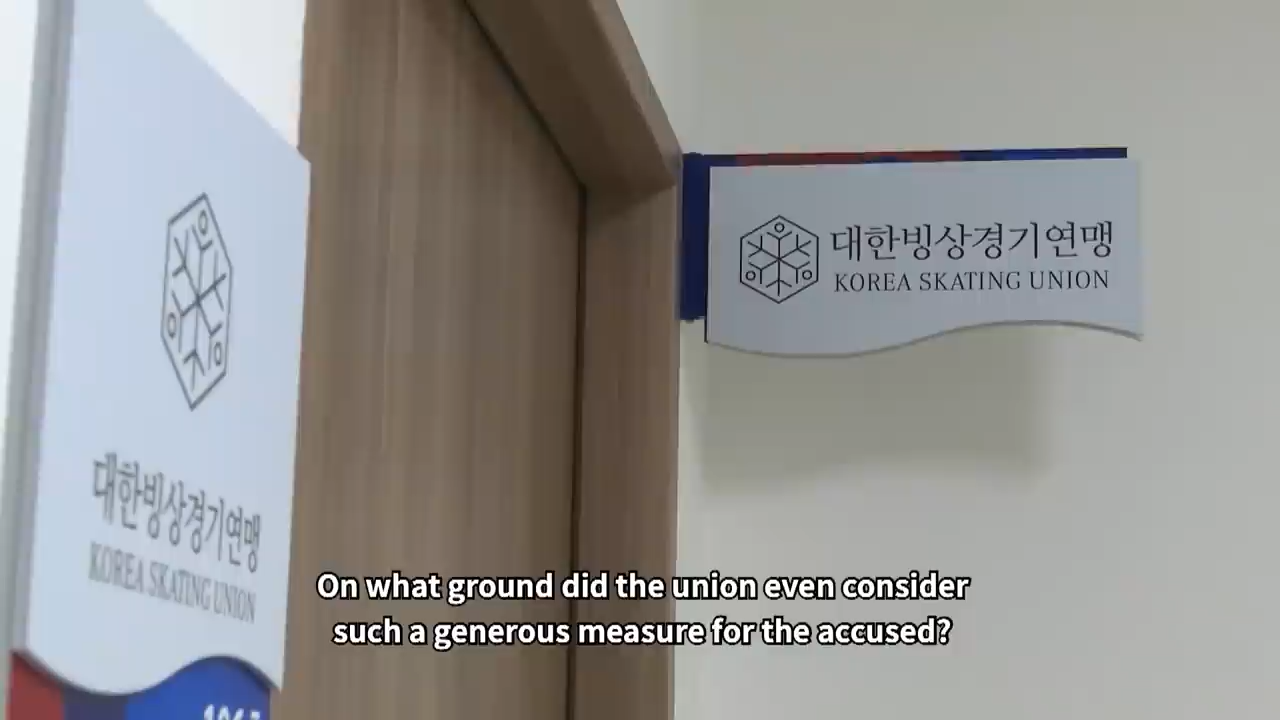 대한빙상경기연맹
KOREA SKATING UNION
대한빙상경기연맹
KOREA SKATING UNION
On what ground did the union even consider
such a generous measure for the accused?